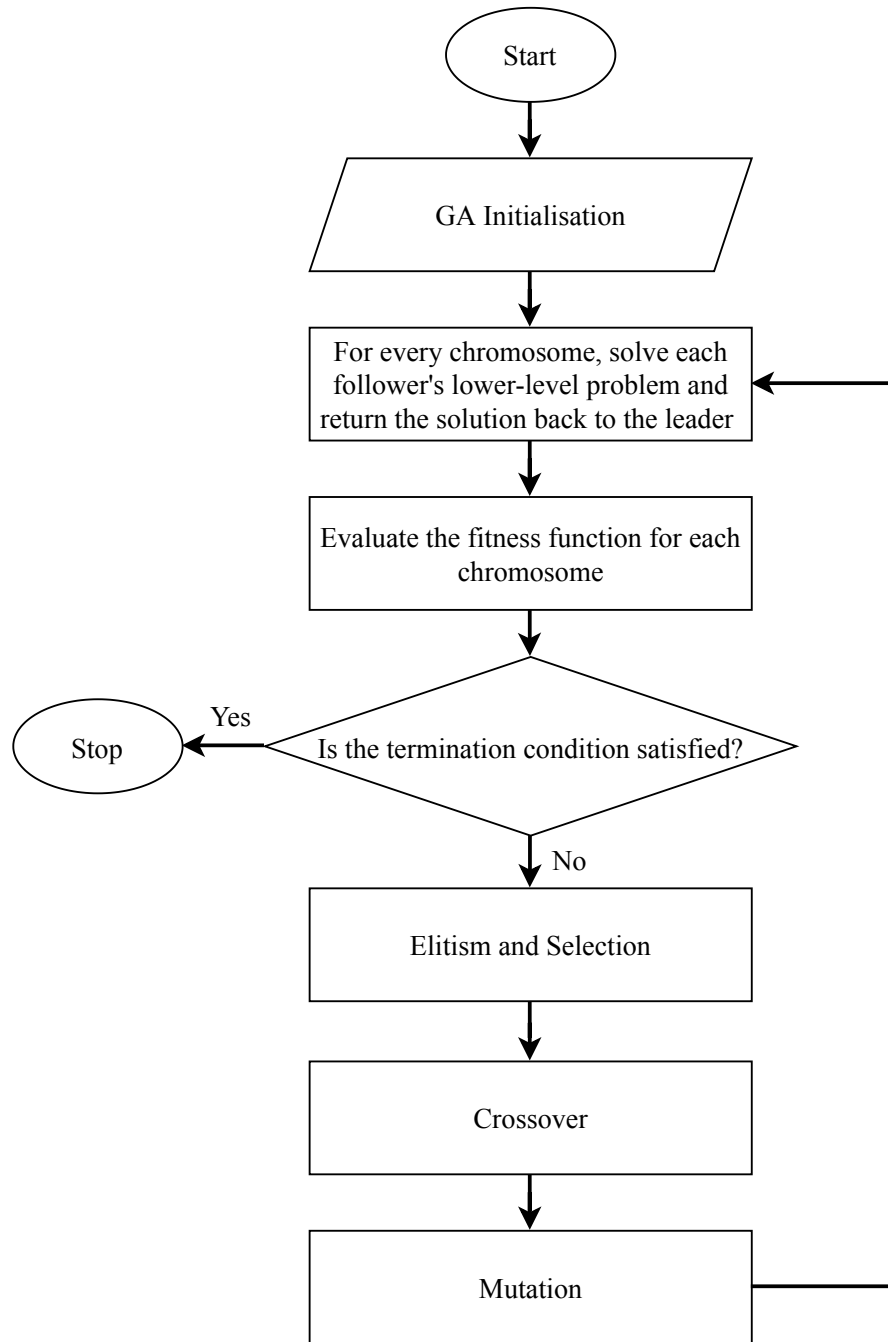 Start
GA Initialisation
For every chromosome, solve each
follower's lower-level problem and
return the solution back to the leader
Evaluate the fitness function for each
chromosome
Yes
Stop
Is the termination condition satisfied?
No
Elitism and Selection
Crossover
Mutation